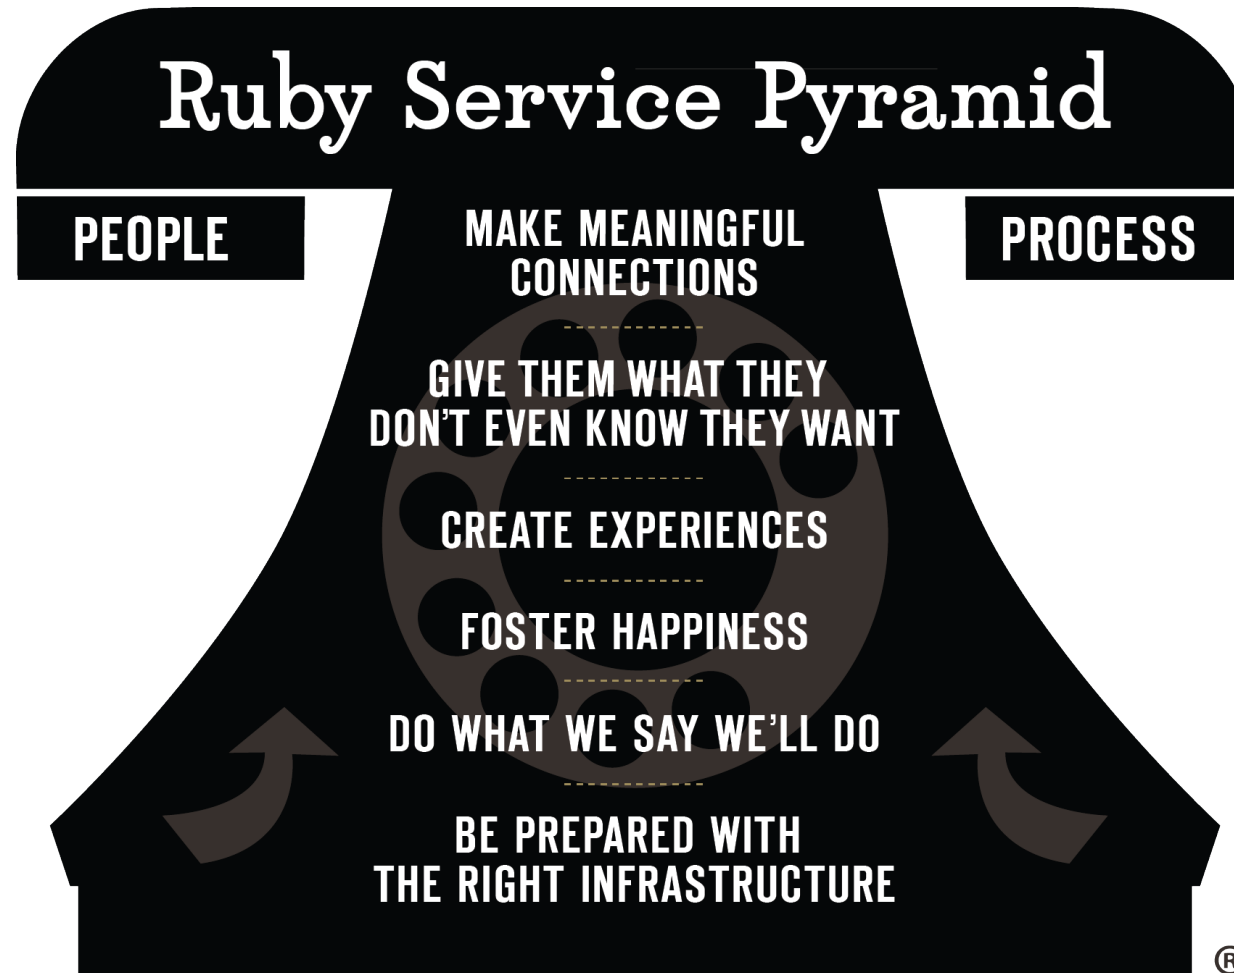 Ruby Service Pyramid
PEOPLE
PROCESS
MAKE MEANINGFUL
CONNECTIONS
GIVE THEM WHAT THEY
DON'T EVEN KNOW THEY WANT
CREATE EXPERIENCES
FOSTER HAPPINESS
DO WHAT WE SAY WE'LL DO
BE PREPARED WITH
THE RIGHT INFRASTRUCTURE
®